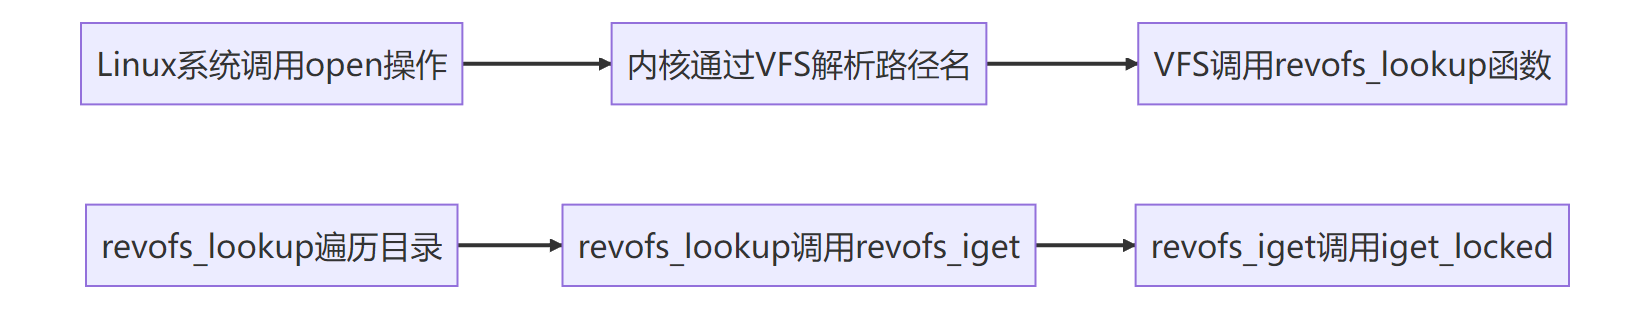 Linux系统调用open操作
内核通过VFS解析路径名
VFS调用revofs_lookup函数
revofs_lookup遍历目录
revofs_lookup调用revofs_iget
revofs_iget调用iget_locked